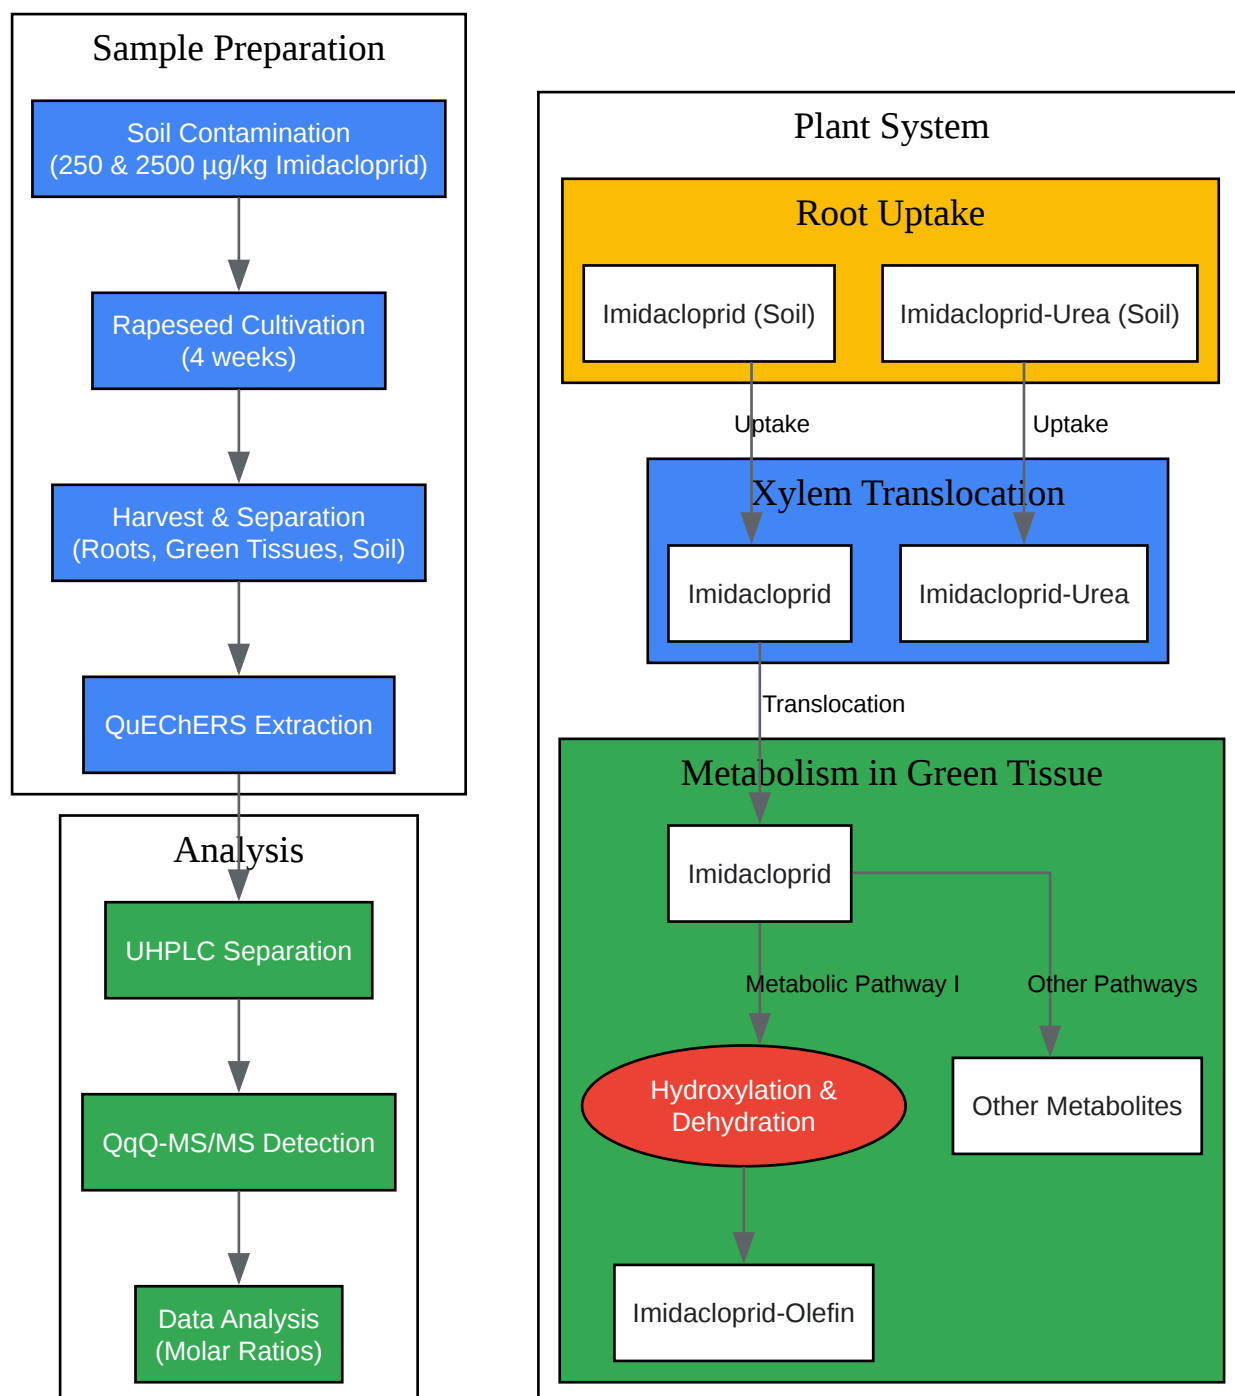 Sample Preparation
Soil Contamination
(250 & 2500 µg/kg Imidacloprid)
Rapeseed Cultivation
(4 weeks)
Harvest & Separation
(Roots, Green Tissues, Soil)
QuEChERS Extraction
Analysis
UHPLC Separation
QqQ-MS/MS Detection
Data Analysis
(Molar Ratios)
Plant System
Root Uptake
Imidacloprid (Soil)
Imidacloprid-Urea (Soil)
Uptake
Uptake
Xylem Translocation
Imidacloprid
Imidacloprid-Urea
Translocation
Metabolism in Green Tissue
Imidacloprid
Metabolic Pathway I
Other Pathways
Hydroxylation &
Dehydration
Other Metabolites
Imidacloprid-Olefin